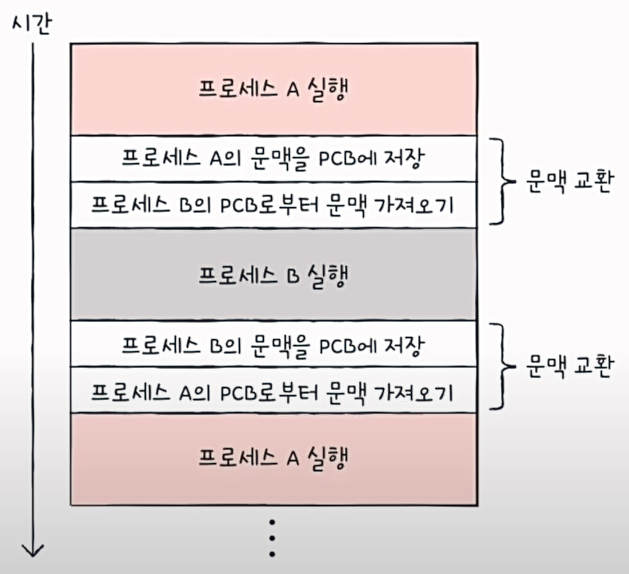 시간
프로세스 A 실행
프로세스 A의 문맥을 PCB에 저장
프로세스 B의 PCB로부터 문맥 가져오기
문맥 교환
프로세스 B 실행
프로세스 B의 문맥을 PCB에 저장
프로세스 A의 PCB로부터 문맥 가져오기
문맥 교환
프로세스 A 실행